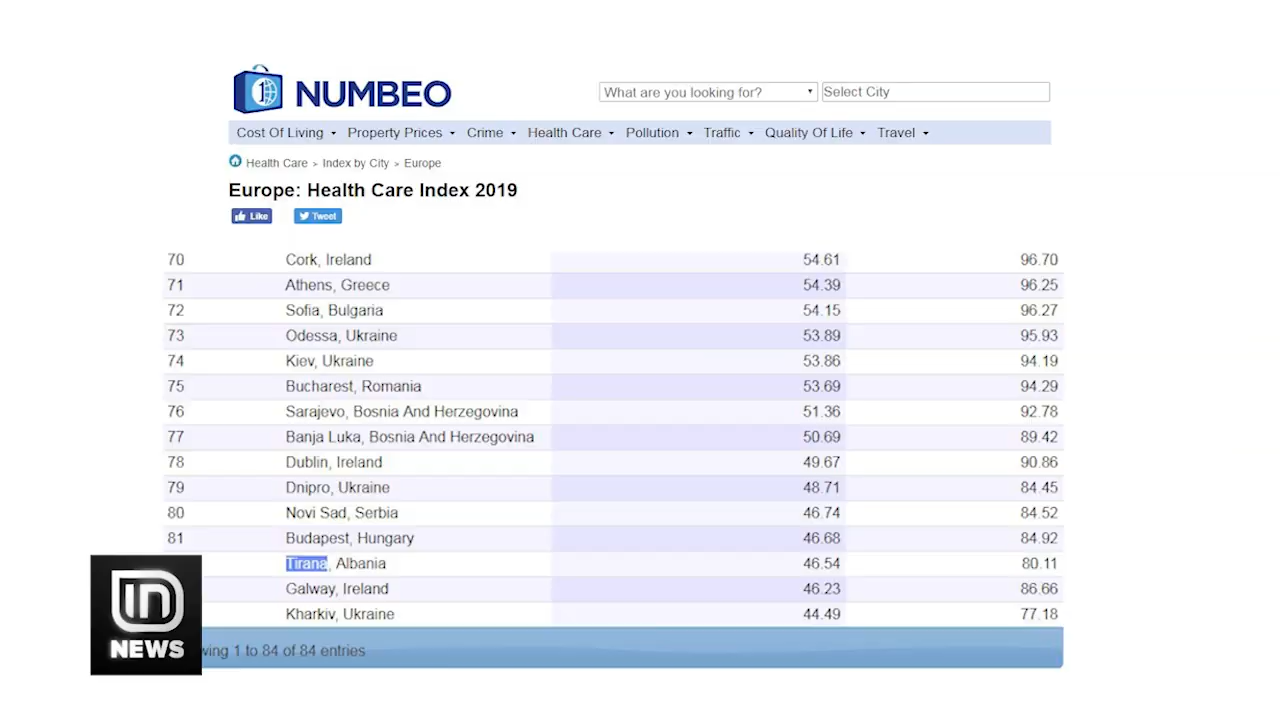 NUMBEO
What are you looking for? Select City
Cost Of Living Property Prices Crime Health Care Pollution Traffic Quality Of Life Travel
Health Care > Index by City > Europe
Europe: Health Care Index 2019
Like Tweet
70 Cork, Ireland 54.61 96.70
71 Athens, Greece 54.39 96.25
72 Sofia, Bulgaria 54.15 96.27
73 Odessa, Ukraine 53.89 95.93
74 Kiev, Ukraine 53.86 94.19
75 Bucharest, Romania 53.69 94.29
76 Sarajevo, Bosnia And Herzegovina 51.36 92.78
77 Banja Luka, Bosnia And Herzegovina 50.69 89.42
78 Dublin, Ireland 49.67 90.86
79 Dnipro, Ukraine 48.71 84.45
80 Novi Sad, Serbia 46.74 84.52
81 Budapest, Hungary 46.68 84.92
Tirana, Albania 46.54 80.11
Galway, Ireland 46.23 86.66
Kharkiv, Ukraine 44.49 77.18
wing 1 to 84 of 84 entries
IN
NEWS